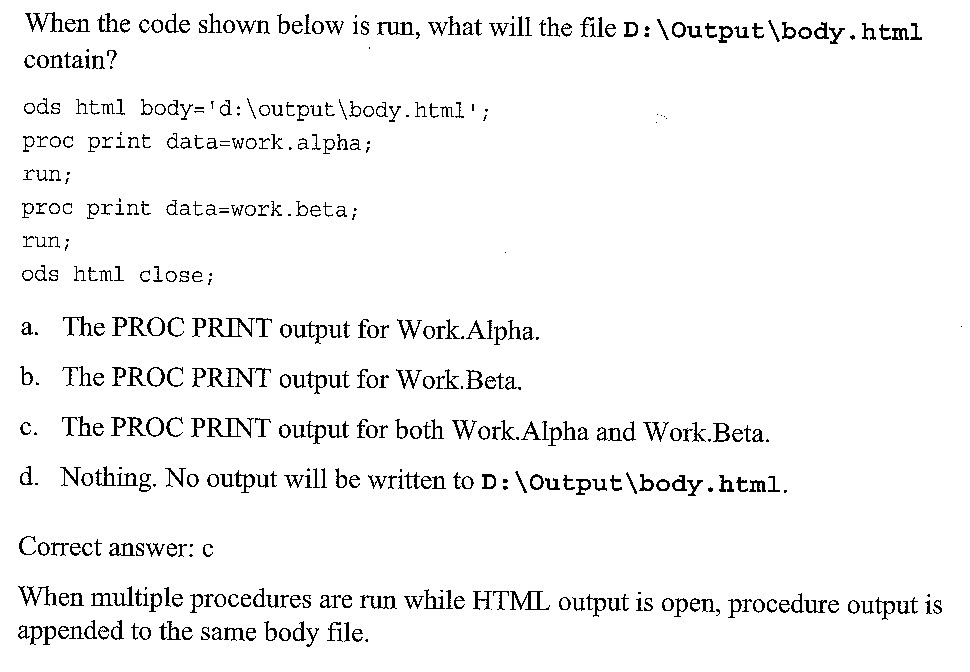 When the code shown below is run, what will the file D:\Output\body.html
contain?
ods html body='d:\output\body.html';
proc print data=work.alpha;
run;
proc print data=work.beta;
run;
ods html close;
a. The PROC PRINT output for Work.Alpha.
b. The PROC PRINT output for Work.Beta.
c. The PROC PRINT output for both Work.Alpha and Work.Beta.
d. Nothing. No output will be written to D:\Output\body.html.
Correct answer: c
When multiple procedures are run while HTML output is open, procedure output is
appended to the same body file.